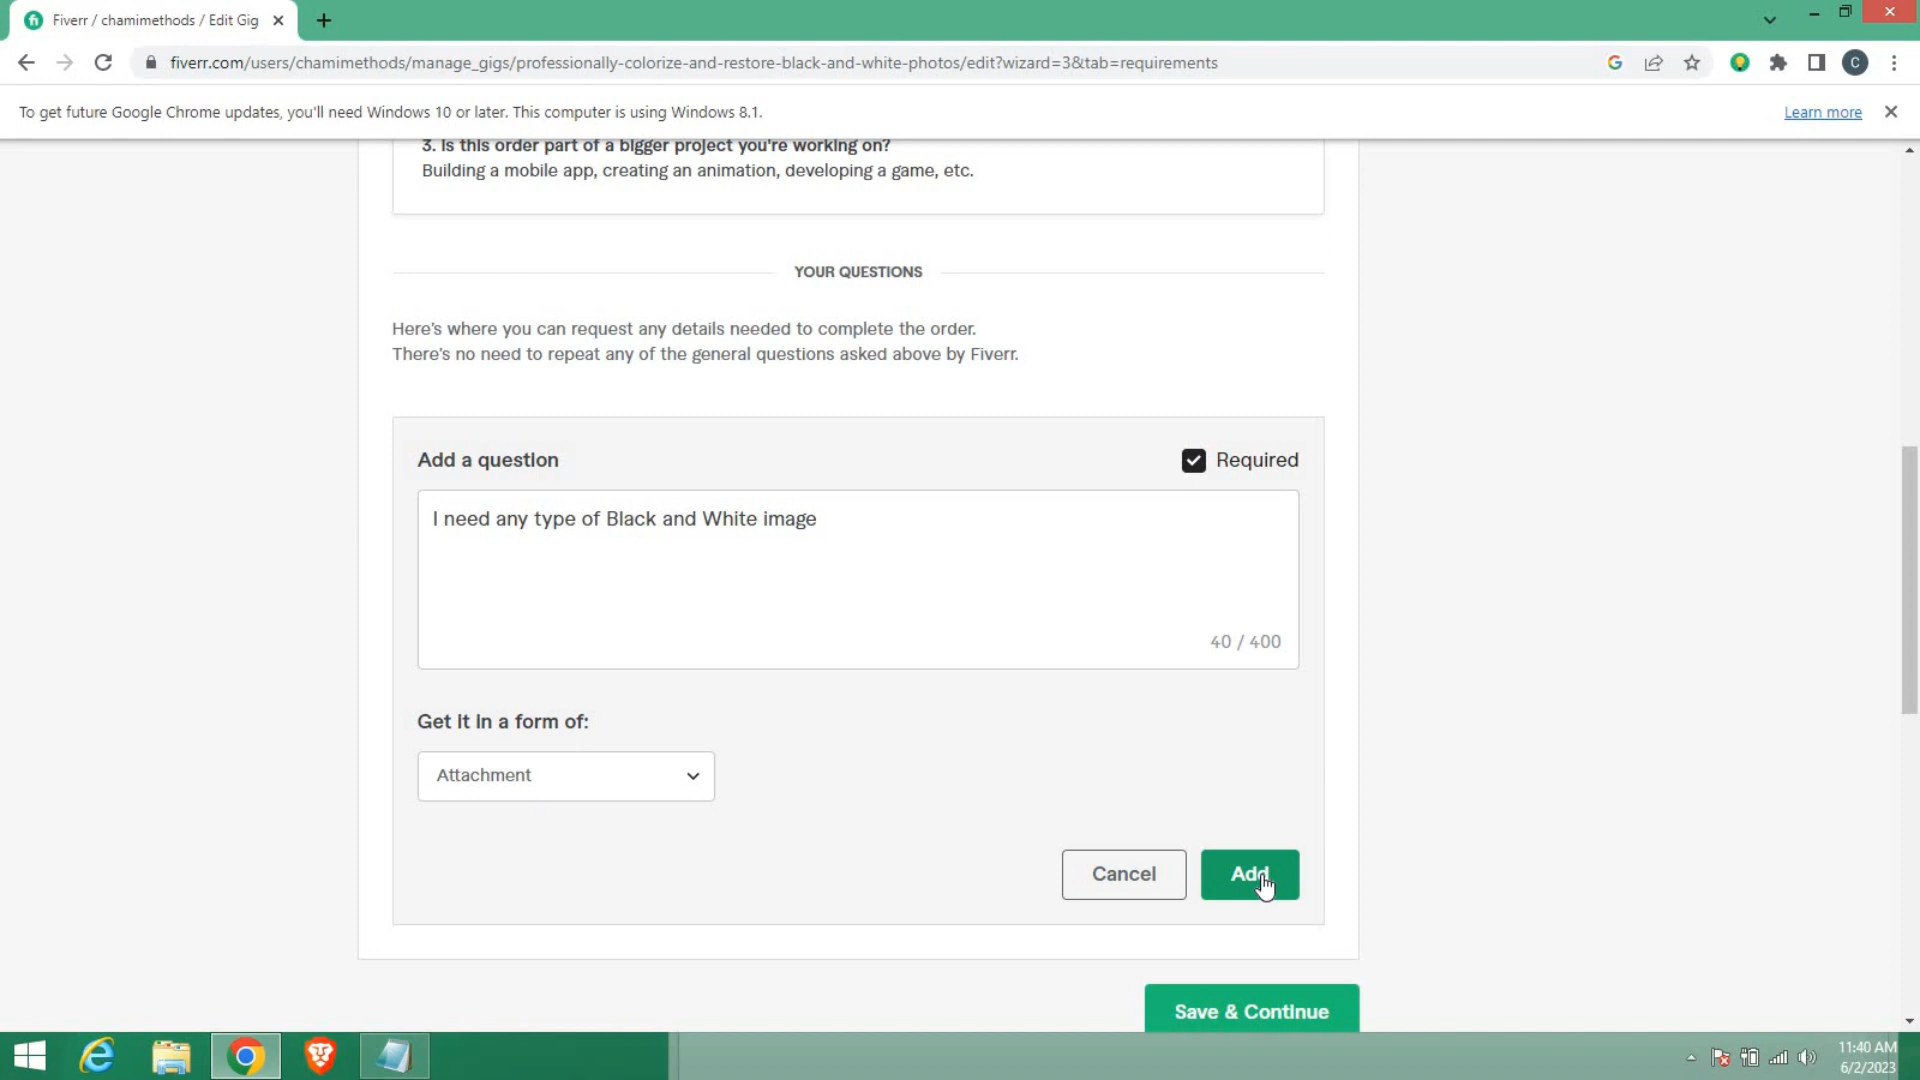 Fiverr / chamimethods / Edit Gig
fiverr.com/users/chamimethods/manage_gigs/professionally-colorize-and-restore-black-and-white-photos/edit?wizard=3&tab=requirements
C
To get future Google Chrome updates, you'll need Windows 10 or later. This computer is using Windows 8.1.
Learn more
3. Is this order part of a bigger project you're working on?
Building a mobile app, creating an animation, developing a game, etc.
YOUR QUESTIONS
Here's where you can request any details needed to complete the order.
There's no need to repeat any of the general questions asked above by Fiverr.
Add a question
Required
I need any type of Black and White image
40 / 400
Get it in a form of:
Attachment
Cancel
Add
Save & Continue
11:40 AM
6/2/2023